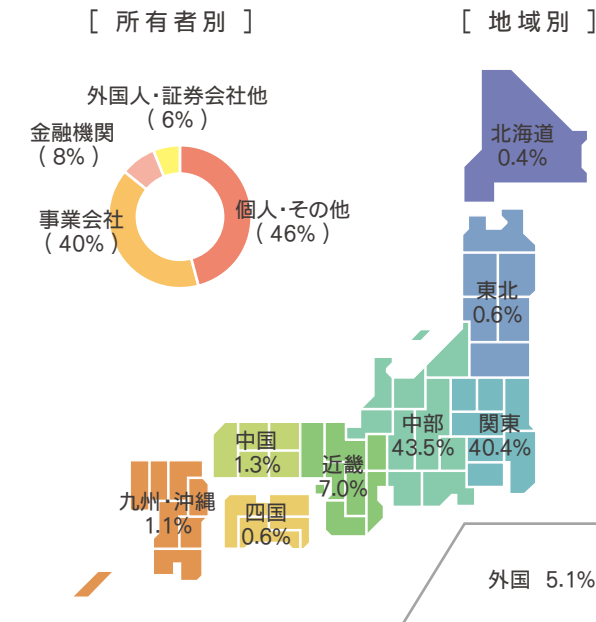 [ 所有者別 ]
外国人・証券会社他
( 6% )
金融機関
( 8% )
事業会社
( 40% )
個人・その他
( 46% )
[ 地域別 ]
北海道
0.4%
東北
0.6%
中部
43.5%
関東
40.4%
中国
1.3%
近畿
7.0%
九州・沖縄
1.1%
四国
0.6%
外国 5.1%